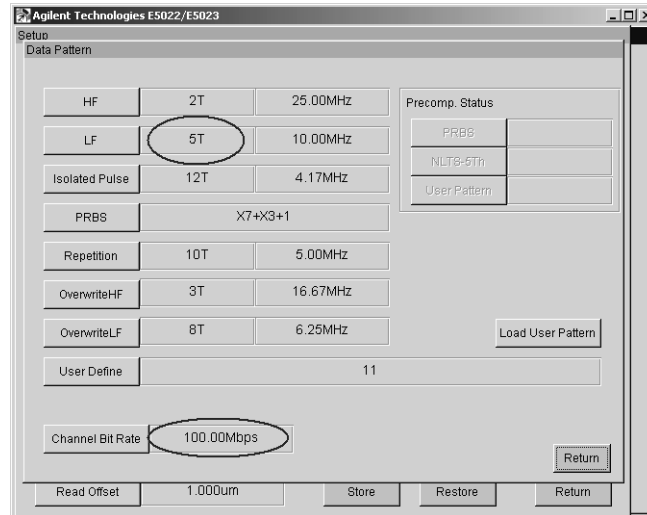 Agilent Technologies E5022/E5023
Setup
Data Pattern
HF 2T 25.00MHz
Precomp. Status
PRBS
LF 5T 10.00MHz
NLTS-5Th
Isolated Pulse 12T 4.17MHz
User Pattern
PRBS X7+X3+1
Repetition 10T 5.00MHz
OverwriteHF 3T 16.67MHz
OverwriteLF 8T 6.25MHz
Load User Pattern
User Define 11
Channel Bit Rate 100.00Mbps
Return
Read Offset 1.000um Store Restore Return